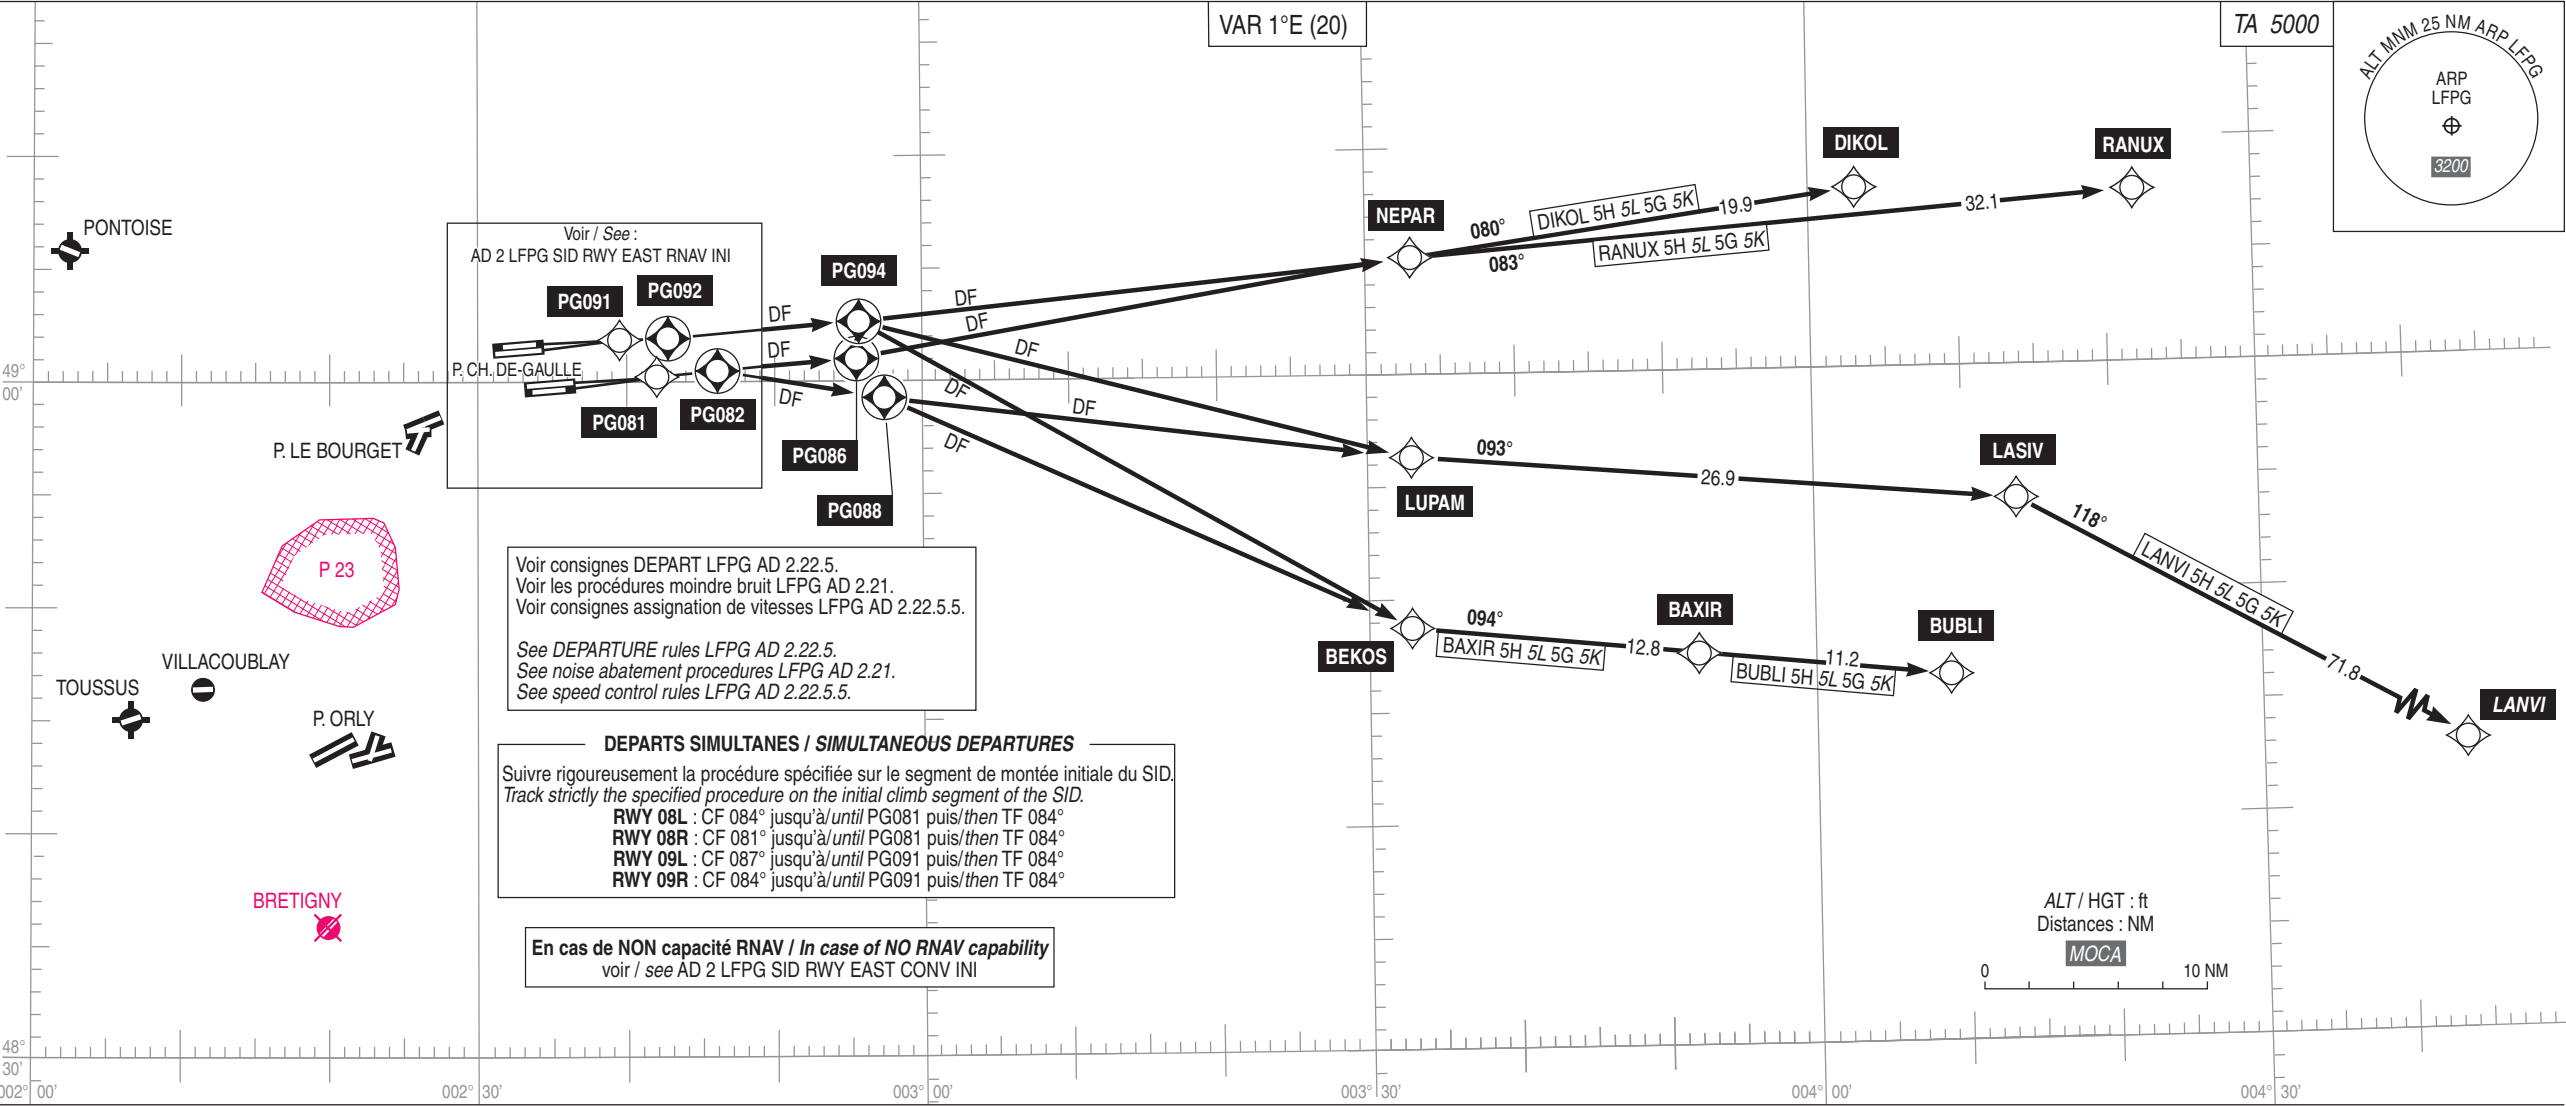 VAR 1°E (20)
TA 5000
ALT MNM 25 NM ARP LFPG
ARP
LFPG
3200
PONTOISE
Voir / See :
AD 2 LFPG SID RWY EAST RNAV INI
PG091
PG092
PG094
P. CH. DE-GAULLE
PG081
PG082
PG086
PG088
DF
DF
DF
DF
DF
DF
DF
DF
DF
NEPAR
080°
DIKOL 5H 5L 5G 5K
19.9
DIKOL
083°
RANUX 5H 5L 5G 5K
32.1
RANUX
LUPAM
093°
26.9
LASIV
118°
LANVI 5H 5L 5G 5K
71.8
LANVI
BEKOS
094°
BAXIR 5H 5L 5G 5K
12.8
BAXIR
11.2
BUBLI 5H 5L 5G 5K
BUBLI
P. LE BOURGET
P 23
VILLACOUBLAY
TOUSSUS
P. ORLY
BRETIGNY
Voir consignes DEPART LFPG AD 2.22.5.
Voir les procédures moindre bruit LFPG AD 2.21.
Voir consignes assignation de vitesses LFPG AD 2.22.5.5.
See DEPARTURE rules LFPG AD 2.22.5.
See noise abatement procedures LFPG AD 2.21.
See speed control rules LFPG AD 2.22.5.5.
DEPARTS SIMULTANES / SIMULTANEOUS DEPARTURES
Suivre rigoureusement la procédure spécifiée sur le segment de montée initiale du SID.
Track strictly the specified procedure on the initial climb segment of the SID.
RWY 08L : CF 084° jusqu'à/until PG081 puis/then TF 084°
RWY 08R : CF 081° jusqu'à/until PG081 puis/then TF 084°
RWY 09L : CF 087° jusqu'à/until PG091 puis/then TF 084°
RWY 09R : CF 084° jusqu'à/until PG091 puis/then TF 084°
En cas de NON capacité RNAV / In case of NO RNAV capability
voir / see AD 2 LFPG SID RWY EAST CONV INI
ALT / HGT : ft
Distances : NM
MOCA
0 10 NM
49°
00'
48°
30'
002° 00'
002° 30'
003° 00'
003° 30'
004° 00'
004° 30'